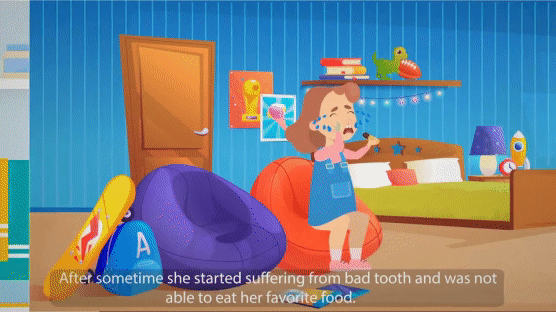 A
After sometime she started suffering from bad tooth and was not
able to eat her favorite food.